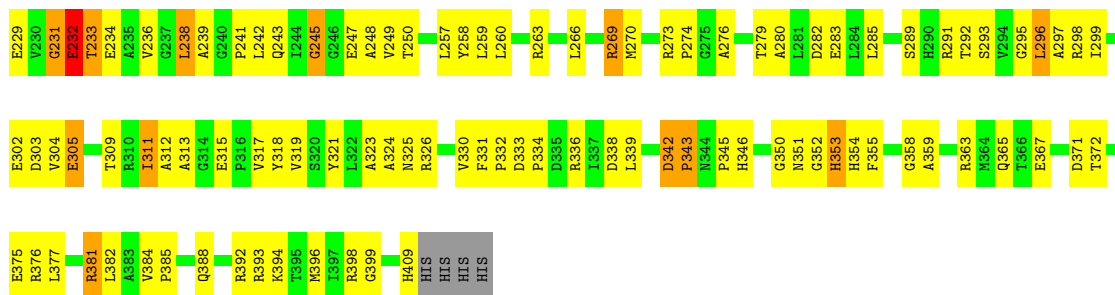 E229 V230 G231 E232 T233 E234 A235 V236 G237 L238 A239 G240 P241 L242 Q243 I244 G245 G246 E247 A248 V249 T250 L257 Y258 L259 L260 R263 L266 R269 M270 R273 P274 G275 A276 T279 A280 L281 D282 E283 L284 L285 S289 H290 R291 T292 S293 V294 G295 L296 A297 R298 I299
E302 D303 V304 E305 T309 R310 I311 A312 A313 G314 E315 P316 V317 Y318 V319 S320 Y321 L322 A323 A324 N325 R326 V330 F331 P332 D333 P334 D335 R336 I337 D338 L339 D342 P343 N344 P345 H346 G350 N351 G352 H353 H354 F355 G358 A359 R363 M364 Q365 T366 E367 D371 T372
E375 R376 L377 R381 L382 A383 V384 P385 Q388 R392 R393 K394 T395 M396 I397 R398 G399 H409 HIS HIS HIS HIS